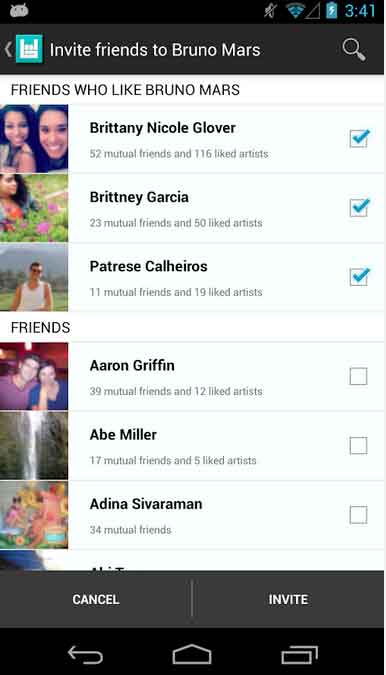 3:41
Invite friends to Bruno Mars
FRIENDS WHO LIKE BRUNO MARS
Brittany Nicole Glover
52 mutual friends and 116 liked artists
Brittney Garcia
23 mutual friends and 50 liked artists
Patrese Calheiros
11 mutual friends and 19 liked artists
FRIENDS
Aaron Griffin
39 mutual friends and 12 liked artists
Abe Miller
17 mutual friends and 5 liked artists
Adina Sivaraman
34 mutual friends
CANCEL
INVITE